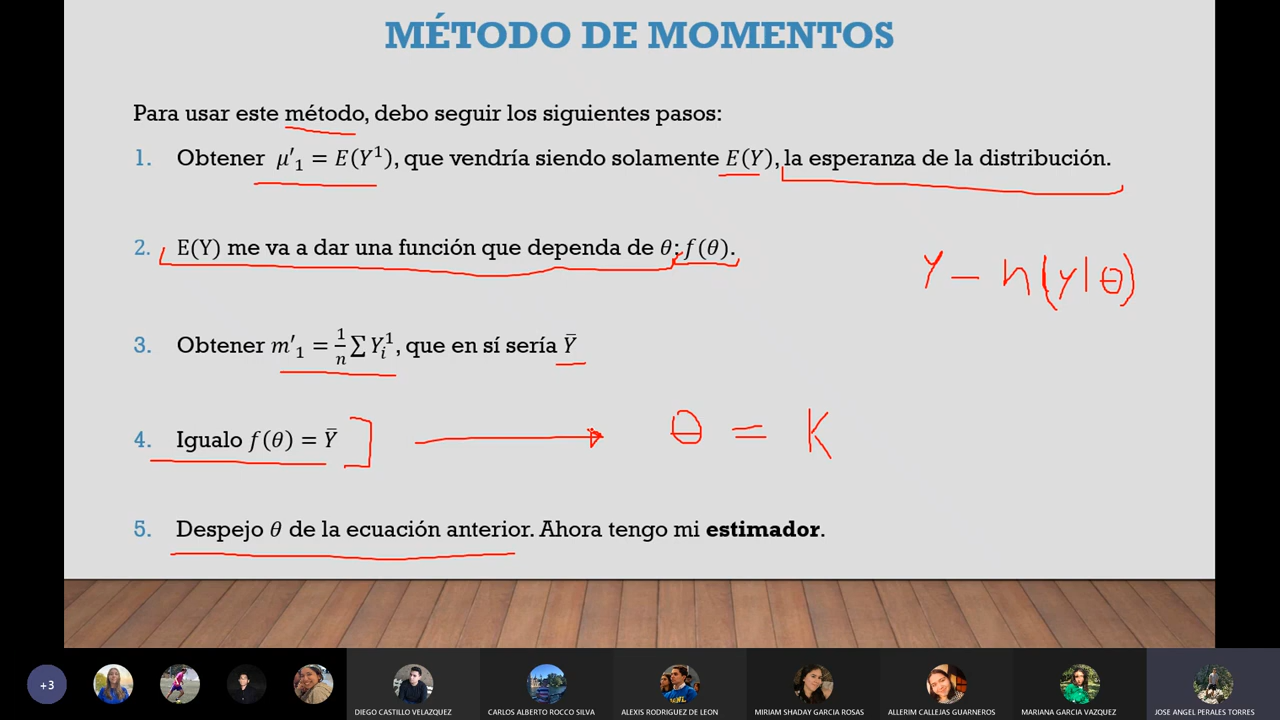 MÉTODO DE MOMENTOS
Para usar este método, debo seguir los siguientes pasos:
1. Obtener μ′₁ = E(Y¹), que vendría siendo solamente E(Y), la esperanza de la distribución.
2. E(Y) me va a dar una función que dependa de θ: f(θ).
Y – n(y|θ)
3. Obtener m′₁ = 1/n ∑ Yᵢ¹, que en sí sería Ȳ
4. Igualo f(θ) = Ȳ ] → θ = K
5. Despejo θ de la ecuación anterior. Ahora tengo mi estimador.
+3
DIEGO CASTILLO VELAZQUEZ
CARLOS ALBERTO ROCCO SILVA
ALEXIS RODRIGUEZ DE LEON
MIRIAM SHADAY GARCIA ROSAS
ALLERIM CALLEJAS GUARNEROS
MARIANA GARCIA VAZQUEZ
JOSE ANGEL PERALES TORRES